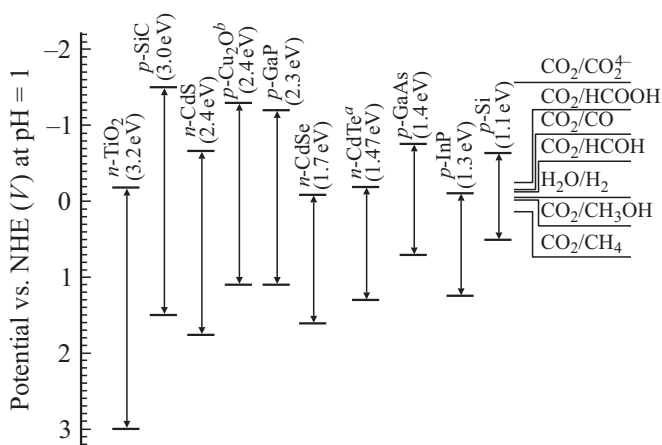 Potential vs. NHE (V) at pH = 1
–2
–1
0
1
2
3
n-TiO2
(3.2 eV)
p-SiC
(3.0 eV)
n-CdS
(2.4 eV)
p-Cu2O^b
(2.4 eV)
p-GaP
(2.3 eV)
n-CdSe
(1.7 eV)
n-CdTe^a
(1.47 eV)
p-GaAs
(1.4 eV)
p-InP
(1.3 eV)
p-Si
(1.1 eV)
CO2/CO2^4–
CO2/HCOOH
CO2/CO
CO2/HCOH
H2O/H2
CO2/CH3OH
CO2/CH4